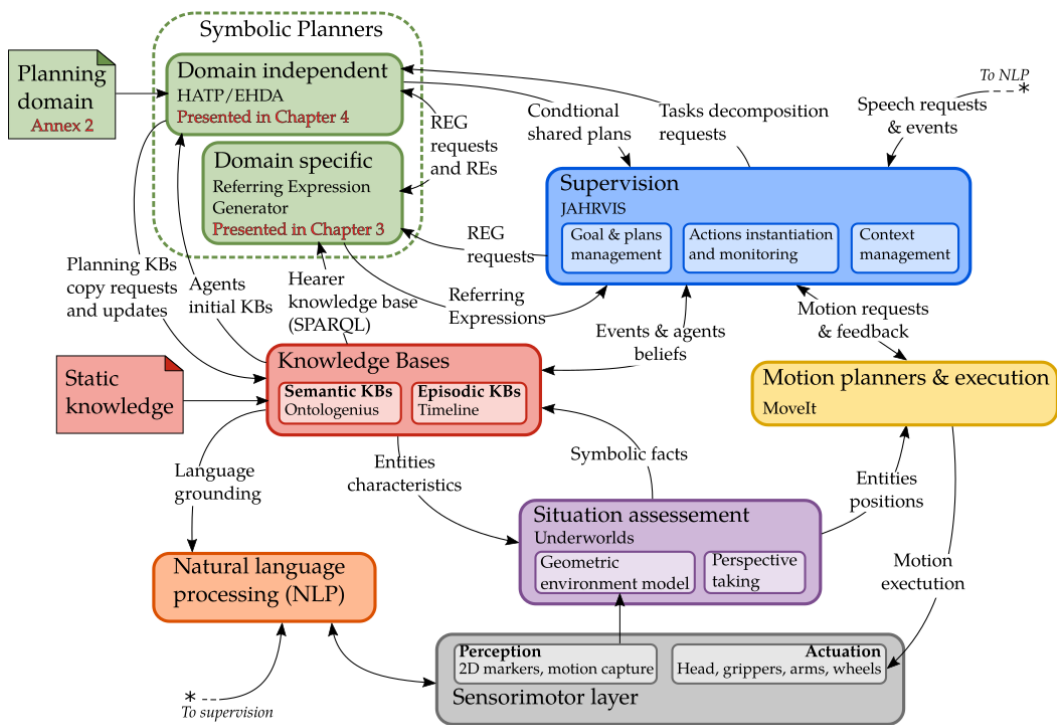 Symbolic Planners
Planning
domain
Annex 2
Domain independent
HATP/EHDA
Presented in Chapter 4
Domain specific
Referring Expression
Generator
Presented in Chapter 3
REG
requests
and REs
Condtional
shared plans
Tasks decomposition
requests
To NLP
*
Speech requests
& events
Supervision
JAHRVIS
Goal & plans
management
Actions instantiation
and monitoring
Context
management
REG
requests
Planning KBs
copy requests
and updates
Agents
initial KBs
Hearer
knowledge base
(SPARQL)
Referring
Expressions
Events & agents
beliefs
Motion requests
& feedback
Static
knowledge
Knowledge Bases
Semantic KBs
Ontologenius
Episodic KBs
Timeline
Motion planners & execution
MoveIt
Language
grounding
Entities
characteristics
Symbolic facts
Entities
positions
Situation assessement
Underworlds
Geometric
environment model
Perspective
taking
Motion
exectution
Natural language
processing (NLP)
Perception
2D markers, motion capture
Actuation
Head, grippers, arms, wheels
Sensorimotor layer
*
To supervision